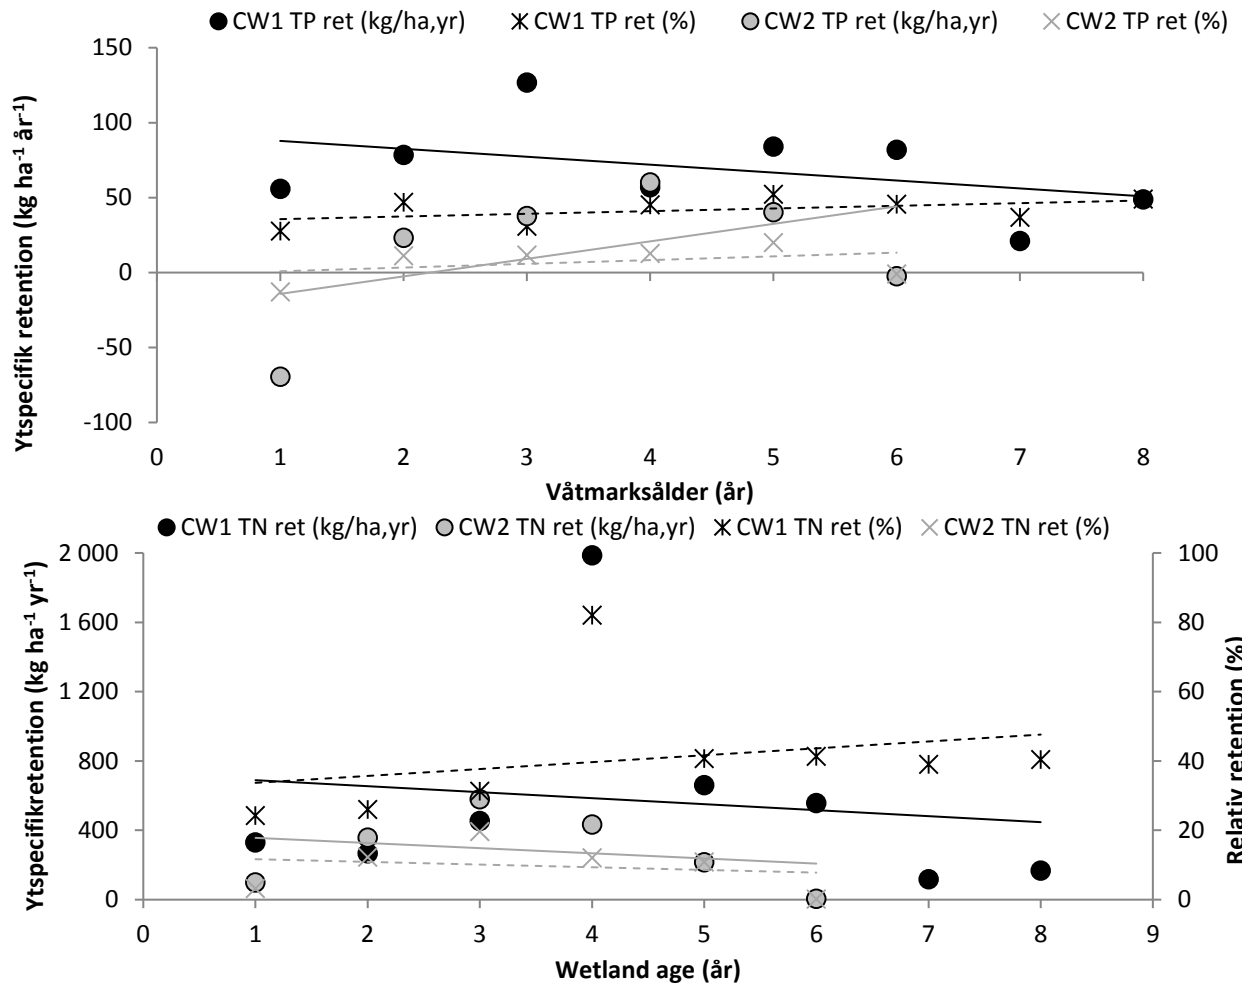 CW1 TP ret (kg/ha,yr) CW1 TP ret (%) CW2 TP ret (kg/ha,yr) CW2 TP ret (%)
Ytspecifik retention (kg ha⁻¹ år⁻¹)
150
100
50
0
-50
-100
0 1 2 3 4 5 6 7 8
Våtmarksålder (år)
CW1 TN ret (kg/ha,yr) CW2 TN ret (kg/ha,yr) CW1 TN ret (%) CW2 TN ret (%)
Ytspecifikretention (kg ha⁻¹ yr⁻¹)
2 000 100
1 600 80
1 200 60
800 40
400 20
0 0
Relativ retention (%)
0 1 2 3 4 5 6 7 8 9
Wetland age (år)